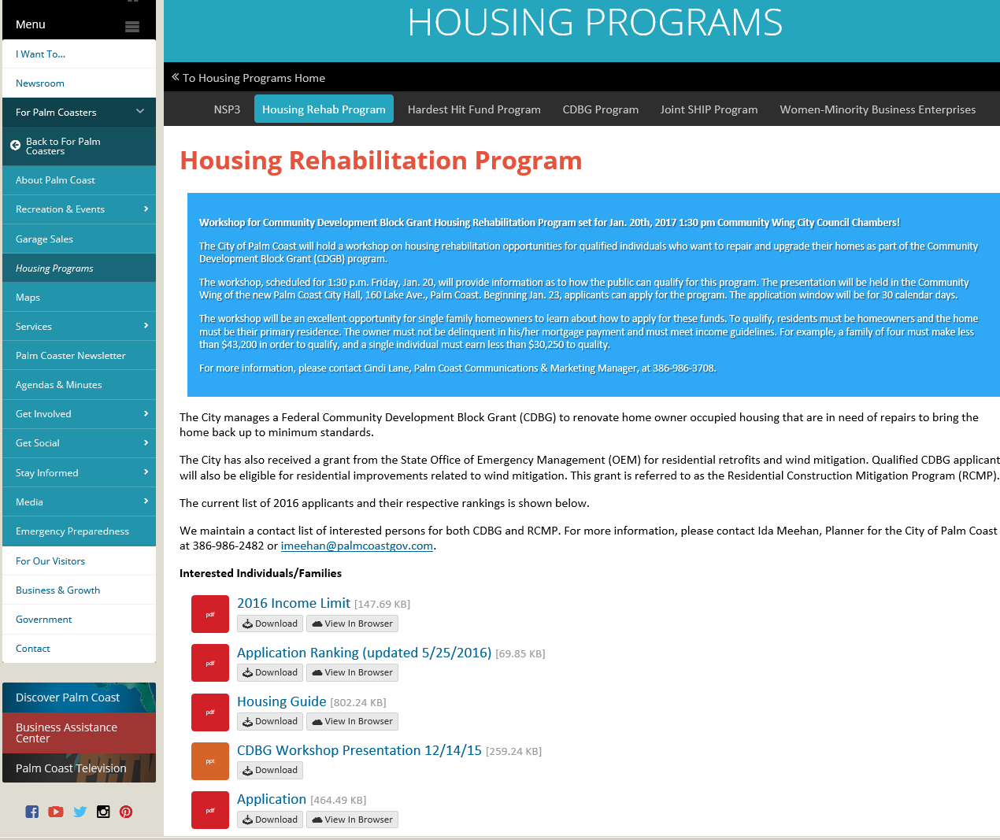 Menu
I Want To...
Newsroom
For Palm Coasters
Back to For Palm
Coasters
About Palm Coast
Recreation & Events
Garage Sales
Housing Programs
Maps
Services
Palm Coaster Newsletter
Agendas & Minutes
Get Involved
Get Social
Stay Informed
Media
Emergency Preparedness
For Our Visitors
Business & Growth
Government
Contact
Discover Palm Coast
Business Assistance
Center
Palm Coast Television
HOUSING PROGRAMS
« To Housing Programs Home
NSP3 Housing Rehab Program Hardest Hit Fund Program CDBG Program Joint SHIP Program Women-Minority Business Enterprises
Housing Rehabilitation Program
Workshop for Community Development Block Grant Housing Rehabilitation Program set for Jan. 20th, 2017 1:30 pm Community Wing City Council Chambers!
The City of Palm Coast will hold a workshop on housing rehabilitation opportunities for qualified individuals who want to repair and upgrade their homes as part of the Community
Development Block Grant (CDGB) program.
The workshop, scheduled for 1:30 p.m. Friday, Jan. 20, will provide information as to how the public can qualify for this program. The presentation will be held in the Community
Wing of the new Palm Coast City Hall, 160 Lake Ave., Palm Coast. Beginning Jan. 23, applicants can apply for the program. The application window will be for 30 calendar days.
The workshop will be an excellent opportunity for single family homeowners to learn about how to apply for these funds. To qualify, residents must be homeowners and the home
must be their primary residence. The owner must not be delinquent in his/her mortgage payment and must meet income guidelines. For example, a family of four must make less
than $43,200 in order to qualify, and a single individual must earn less than $30,250 to quality.
For more information, please contact Cindi Lane, Palm Coast Communications & Marketing Manager, at 386-986-3708.
The City manages a Federal Community Development Block Grant (CDBG) to renovate home owner occupied housing that are in need of repairs to bring the
home back up to minimum standards.
The City has also received a grant from the State Office of Emergency Management (OEM) for residential retrofits and wind mitigation. Qualified CDBG applicant
will also be eligible for residential improvements related to wind mitigation. This grant is referred to as the Residential Construction Mitigation Program (RCMP).
The current list of 2016 applicants and their respective rankings is shown below.
We maintain a contact list of interested persons for both CDBG and RCMP. For more information, please contact Ida Meehan, Planner for the City of Palm Coast
at 386-986-2482 or imeehan@palmcoastgov.com.
Interested Individuals/Families
pdf 2016 Income Limit [147.69 KB]
Download View In Browser
pdf Application Ranking (updated 5/25/2016) [69.85 KB]
Download View In Browser
pdf Housing Guide [802.24 KB]
Download View In Browser
ppt CDBG Workshop Presentation 12/14/15 [259.24 KB]
Download
pdf Application [464.49 KB]
Download View In Browser